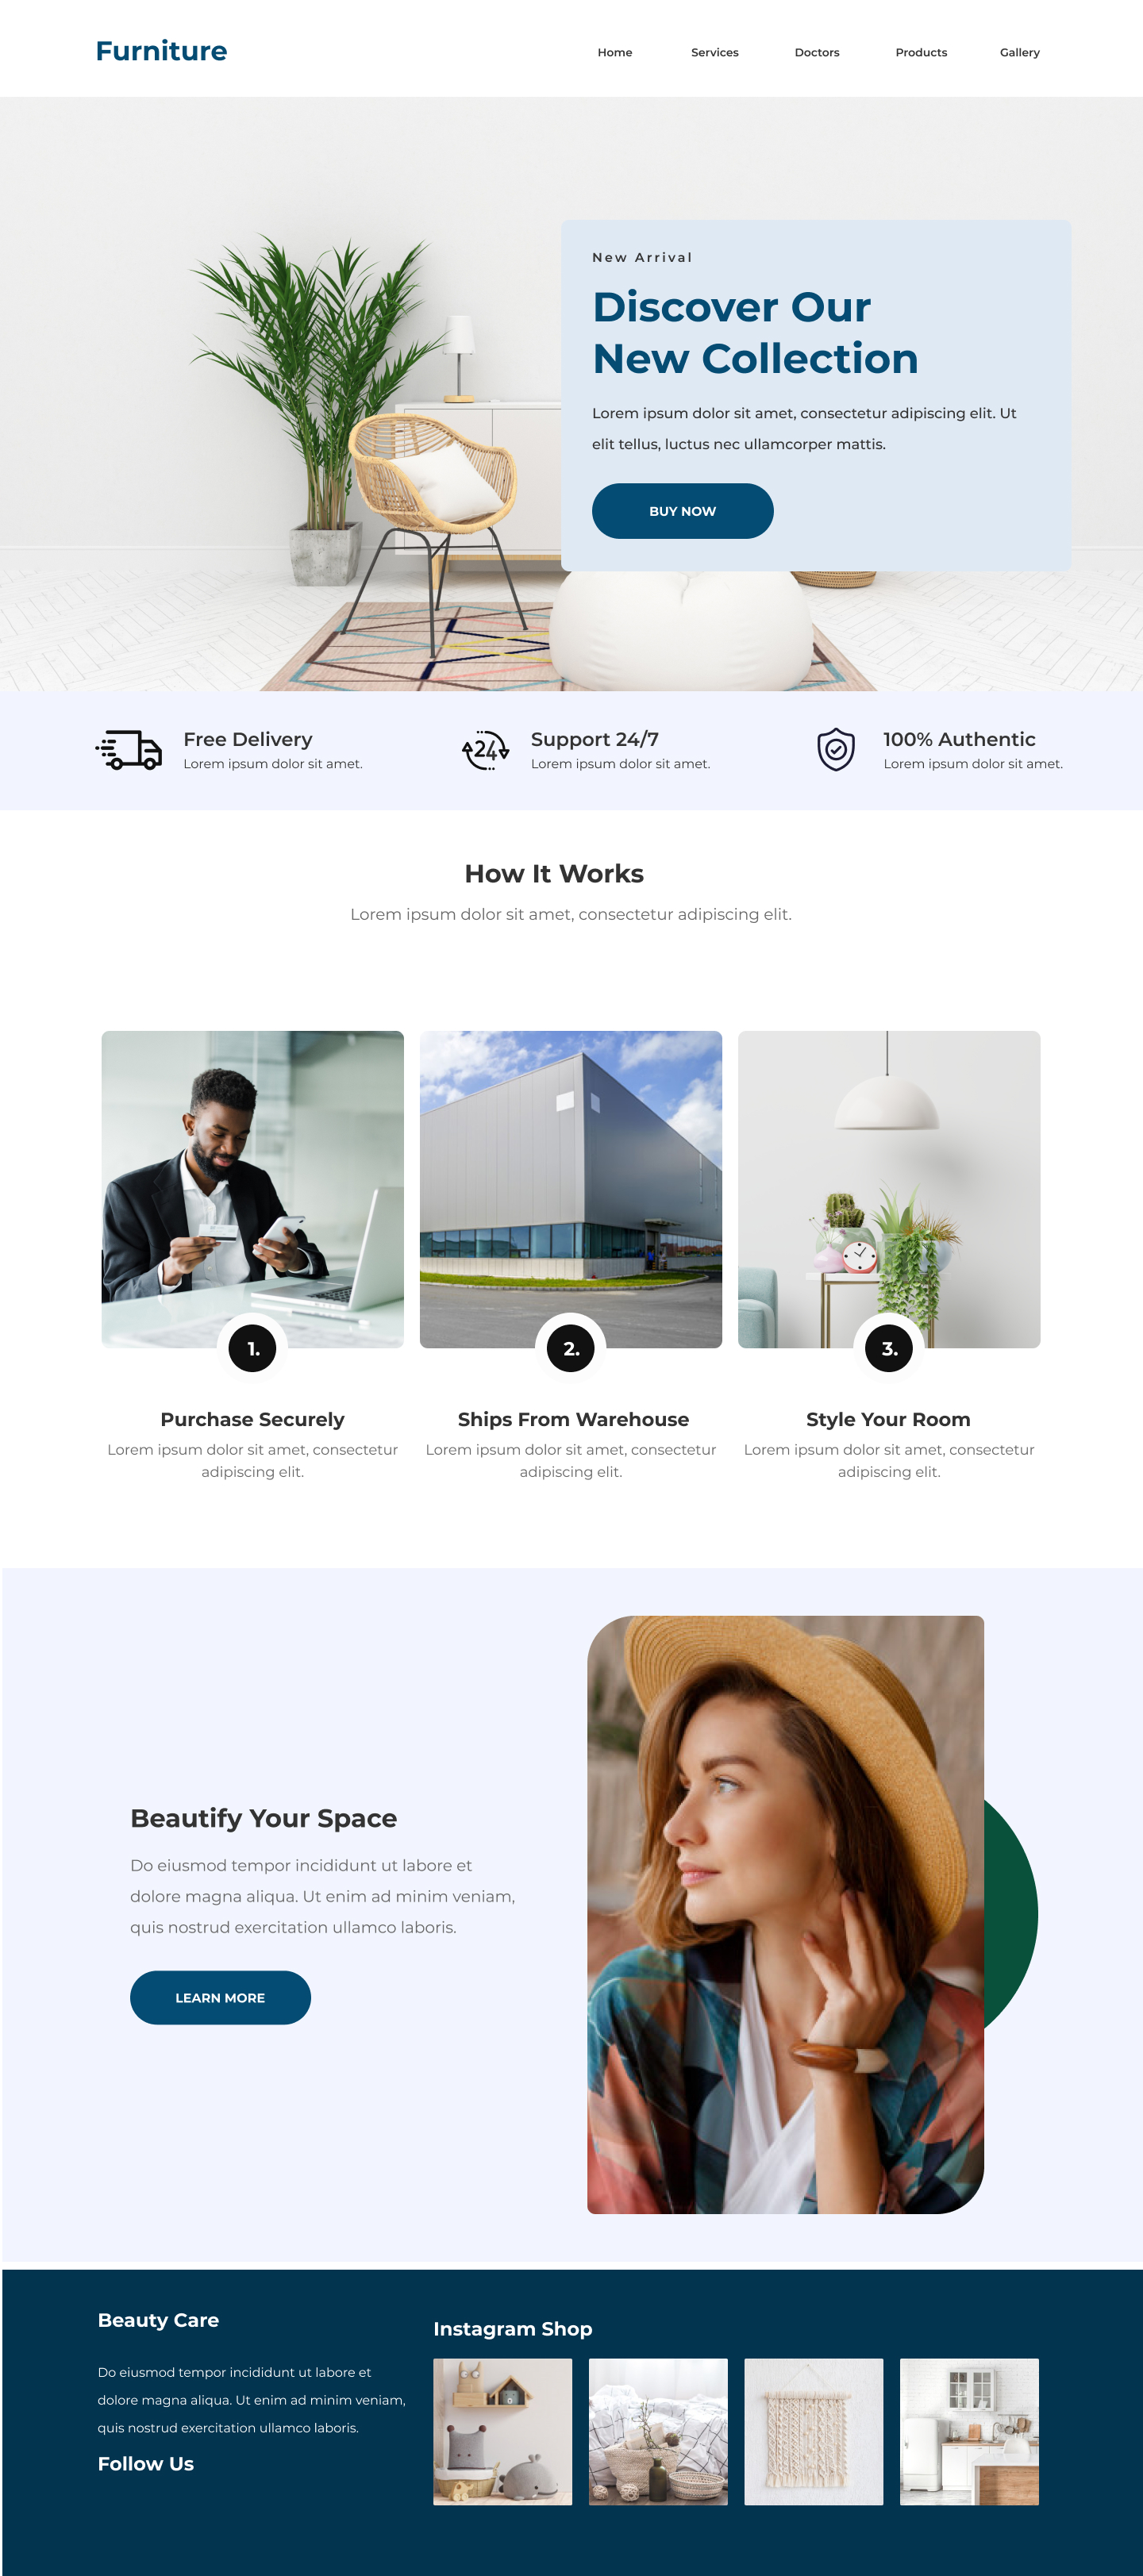 Furniture
Home Services Doctors Products Gallery
New Arrival
Discover Our
New Collection
Lorem ipsum dolor sit amet, consectetur adipiscing elit. Ut
elit tellus, luctus nec ullamcorper mattis.
BUY NOW
Free Delivery
Lorem ipsum dolor sit amet.
24
Support 24/7
Lorem ipsum dolor sit amet.
100% Authentic
Lorem ipsum dolor sit amet.
How It Works
Lorem ipsum dolor sit amet, consectetur adipiscing elit.
1.
Purchase Securely
Lorem ipsum dolor sit amet, consectetur
adipiscing elit.
2.
Ships From Warehouse
Lorem ipsum dolor sit amet, consectetur
adipiscing elit.
3.
Style Your Room
Lorem ipsum dolor sit amet, consectetur
adipiscing elit.
Beautify Your Space
Do eiusmod tempor incididunt ut labore et
dolore magna aliqua. Ut enim ad minim veniam,
quis nostrud exercitation ullamco laboris.
LEARN MORE
Beauty Care
Do eiusmod tempor incididunt ut labore et
dolore magna aliqua. Ut enim ad minim veniam,
quis nostrud exercitation ullamco laboris.
Follow Us
Instagram Shop